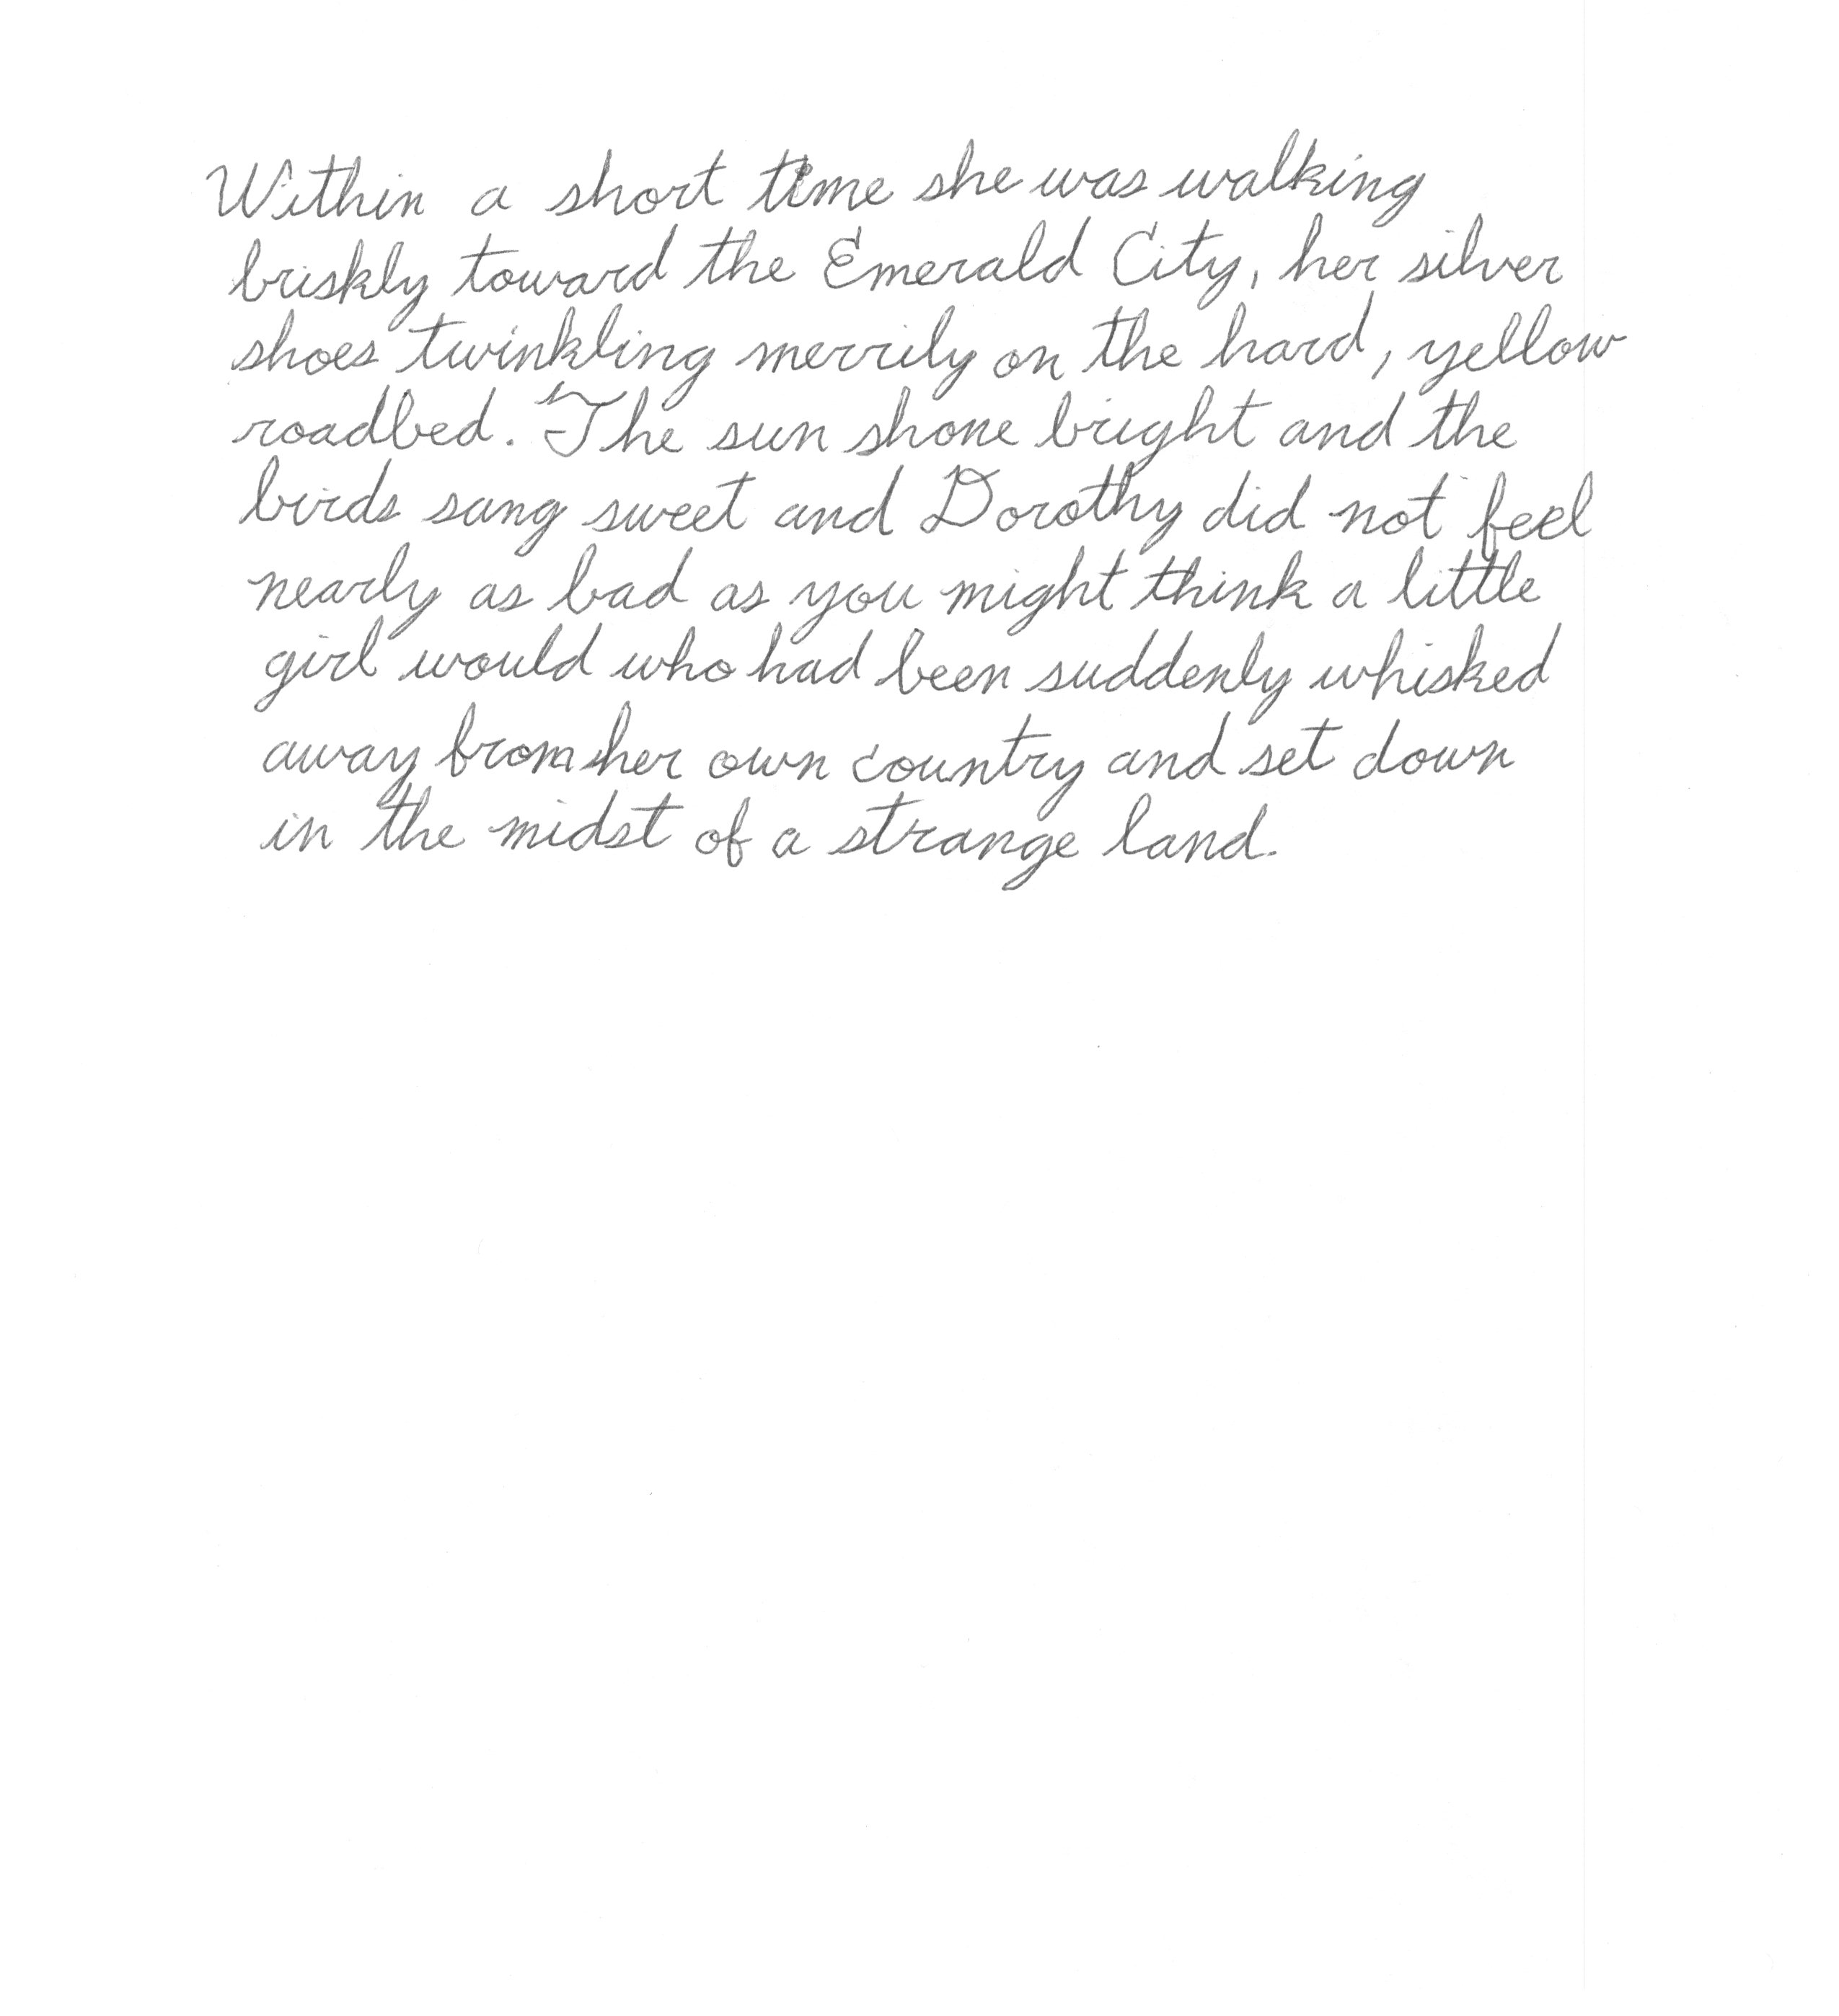 Within a short time she was walking
briskly toward the Emerald City, her silver
shoes twinkling merrily on the hard, yellow
roadbed. The sun shone bright and the
birds sang sweet and Dorothy did not feel
nearly as bad as you might think a little
girl would who had been suddenly whisked
away from her own country and set down
in the midst of a strange land.